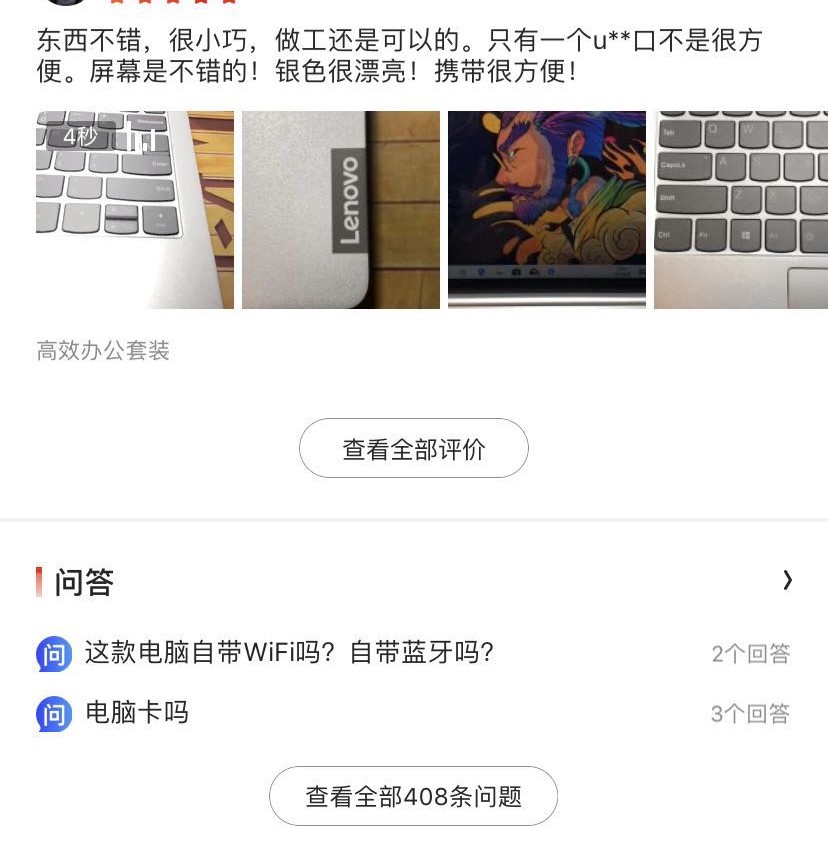 东西不错，很小巧，做工还是可以的。只有一个u**口不是很方
便。屏幕是不错的！银色很漂亮！携带很方便！
4秒
Enter
Shift
Lenovo
Tab
Q
W
CapsLk
A
S
Shift
Z
Ctrl
Fn
高效办公套装
查看全部评价
问答
问 这款电脑自带WiFi吗？自带蓝牙吗？ 2个回答
问 电脑卡吗 3个回答
查看全部408条问题